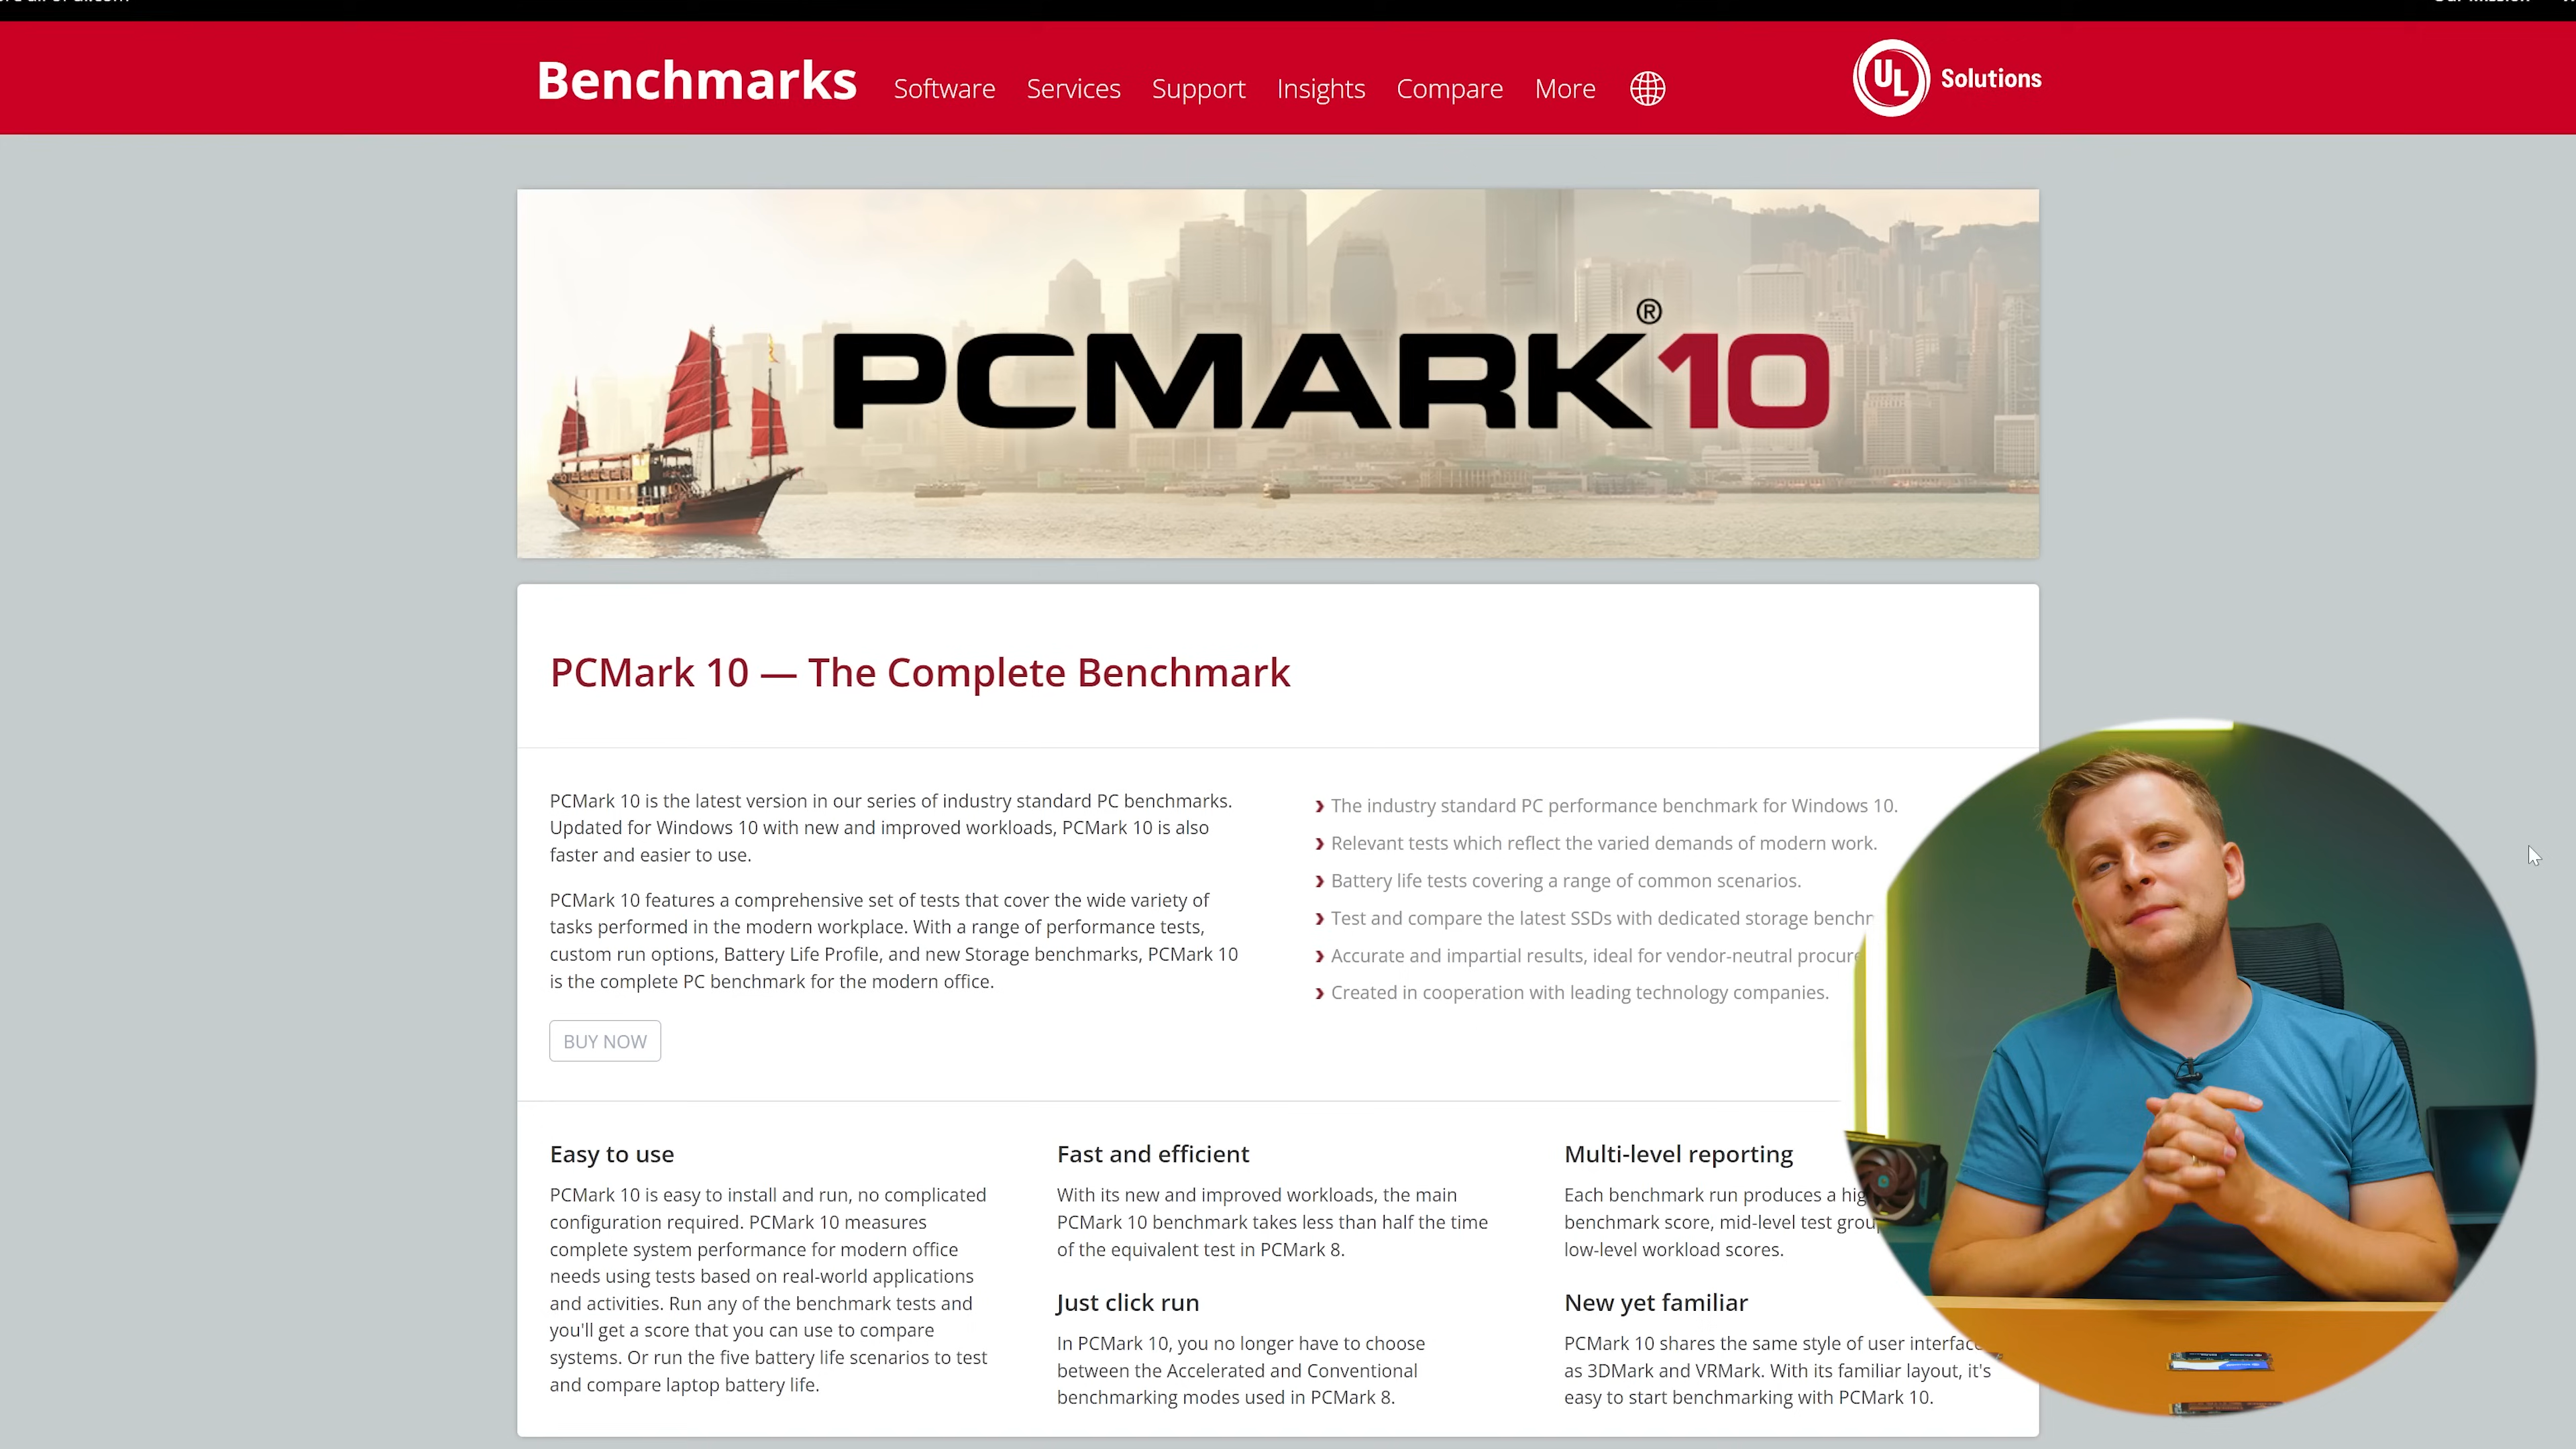 Benchmarks
Software
Services
Support
Insights
Compare
More
UL Solutions
PCMARK®10
PCMark 10 — The Complete Benchmark
PCMark 10 is the latest version in our series of industry standard PC benchmarks.
Updated for Windows 10 with new and improved workloads, PCMark 10 is also
faster and easier to use.
PCMark 10 features a comprehensive set of tests that cover the wide variety of
tasks performed in the modern workplace. With a range of performance tests,
custom run options, Battery Life Profile, and new Storage benchmarks, PCMark 10
is the complete PC benchmark for the modern office.
BUY NOW
The industry standard PC performance benchmark for Windows 10.
Relevant tests which reflect the varied demands of modern work.
Battery life tests covering a range of common scenarios.
Test and compare the latest SSDs with dedicated storage
Accurate and impartial results, ideal for vendor-neutral
Created in cooperation with leading technology companies.
Easy to use
PCMark 10 is easy to install and run, no complicated
configuration required. PCMark 10 measures
complete system performance for modern office
needs using tests based on real-world applications
and activities. Run any of the benchmark tests and
you'll get a score that you can use to compare
systems. Or run the five battery life scenarios to test
and compare laptop battery life.
Fast and efficient
With its new and improved workloads, the main
PCMark 10 benchmark takes less than half the time
of the equivalent test in PCMark 8.
Just click run
In PCMark 10, you no longer have to choose
between the Accelerated and Conventional
benchmarking modes used in PCMark 8.
Multi-level reporting
Each benchmark run produces a
benchmark score, mid-level test
low-level workload scores.
New yet familiar
PCMark 10 shares the same style of user interface
as 3DMark and VRMark. With its familiar layout, it's
easy to start benchmarking with PCMark 10.